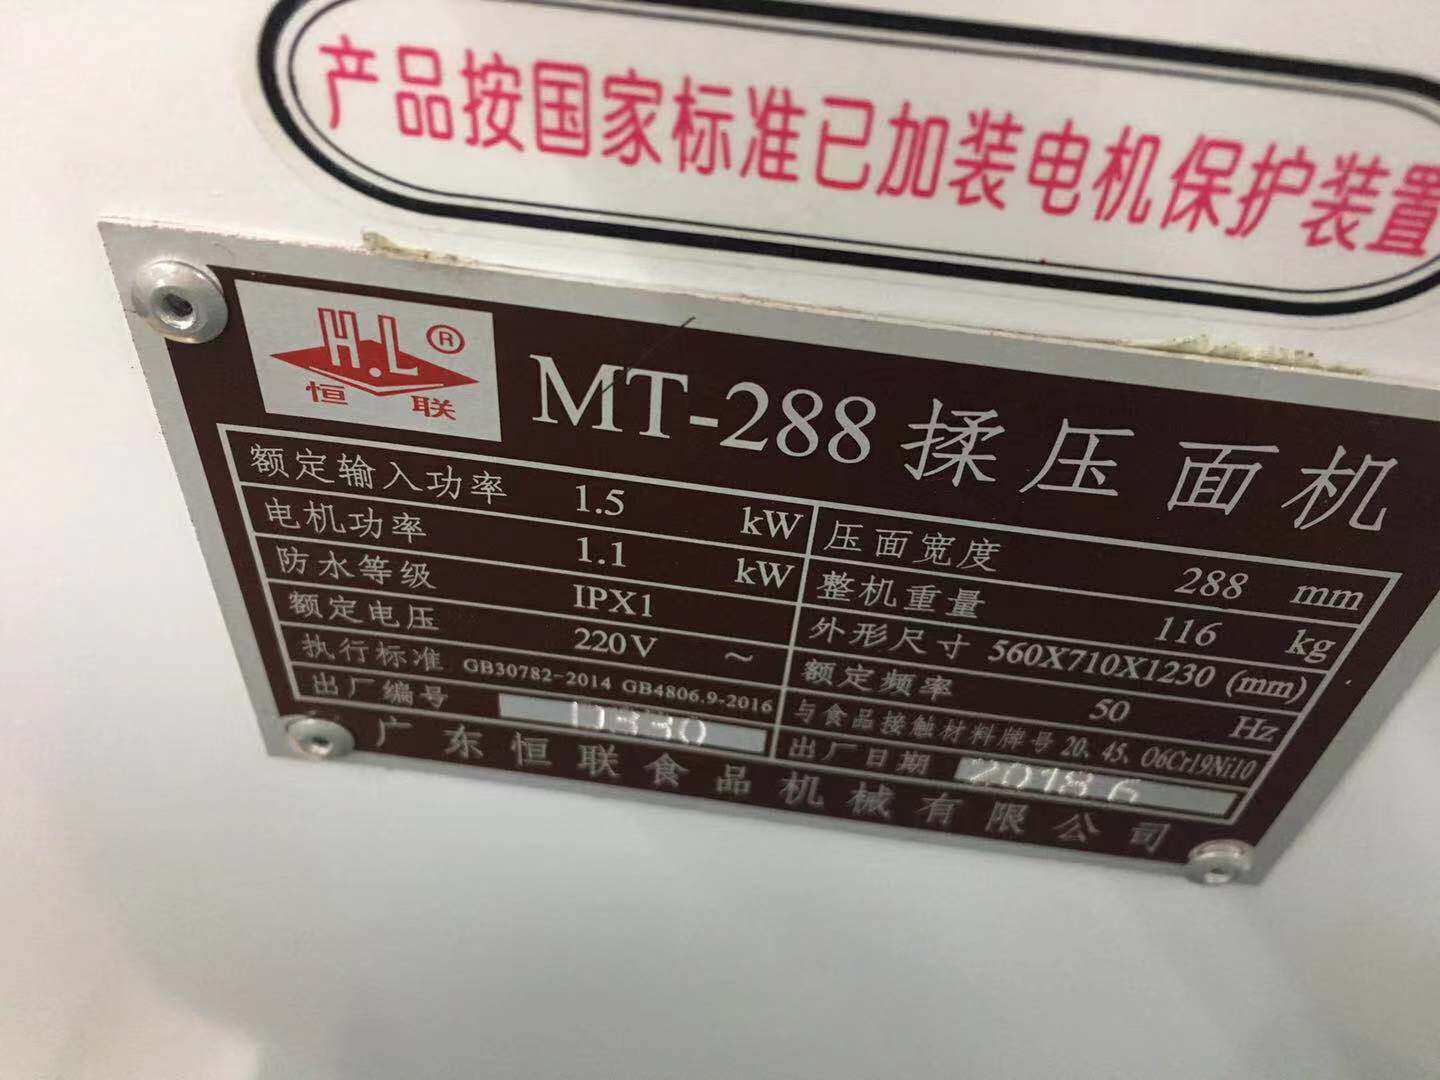 产品按国家标准已加装电机保护装置
H.L®
恒联
MT-288 揉压面机
额定输入功率 1.5 kW
电机功率 1.1 kW
防水等级 IPX1
额定电压 220V ~
执行标准 GB30782-2014 GB4806.9-2016
出厂编号
压面宽度 288 mm
整机重量 116 kg
外形尺寸 560X710X1230 (mm)
额定频率 50 Hz
与食品接触材料牌号20、45、06Cr19Ni10
出厂日期 2018 6
广东恒联食品机械有限公司